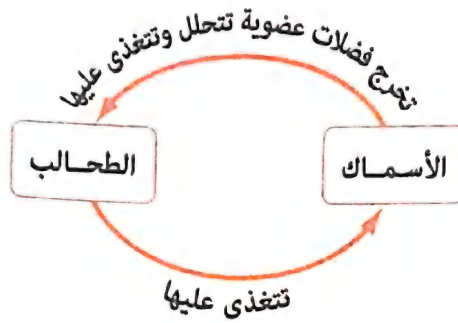 تخرج فضلات عضوية تتحلل وتتغذى عليها
الأسماك
الطحالب
تتغذى عليها